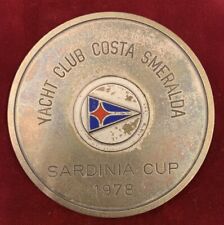 YACHT CLUB COSTA SMERALDA
SARDINIA CUP
1978